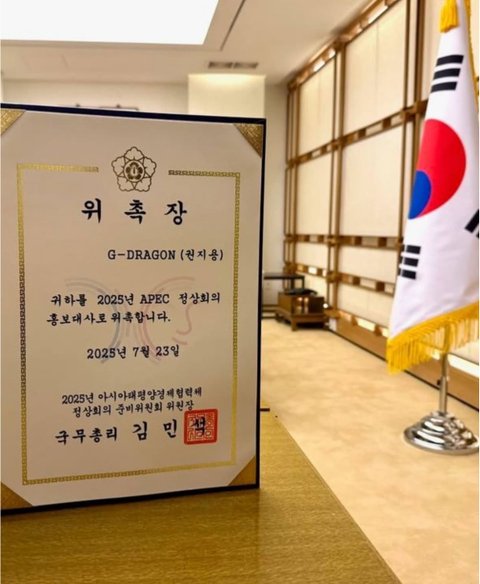 위 촉 장
G-DRAGON (권지용)
귀하를 2025년 APEC 정상회의
홍보대사로 위촉합니다.
2025년 7월 23일
2025년 아시아태평양경제협력체
정상회의 준비위원회 위원장
국무총리 김 민